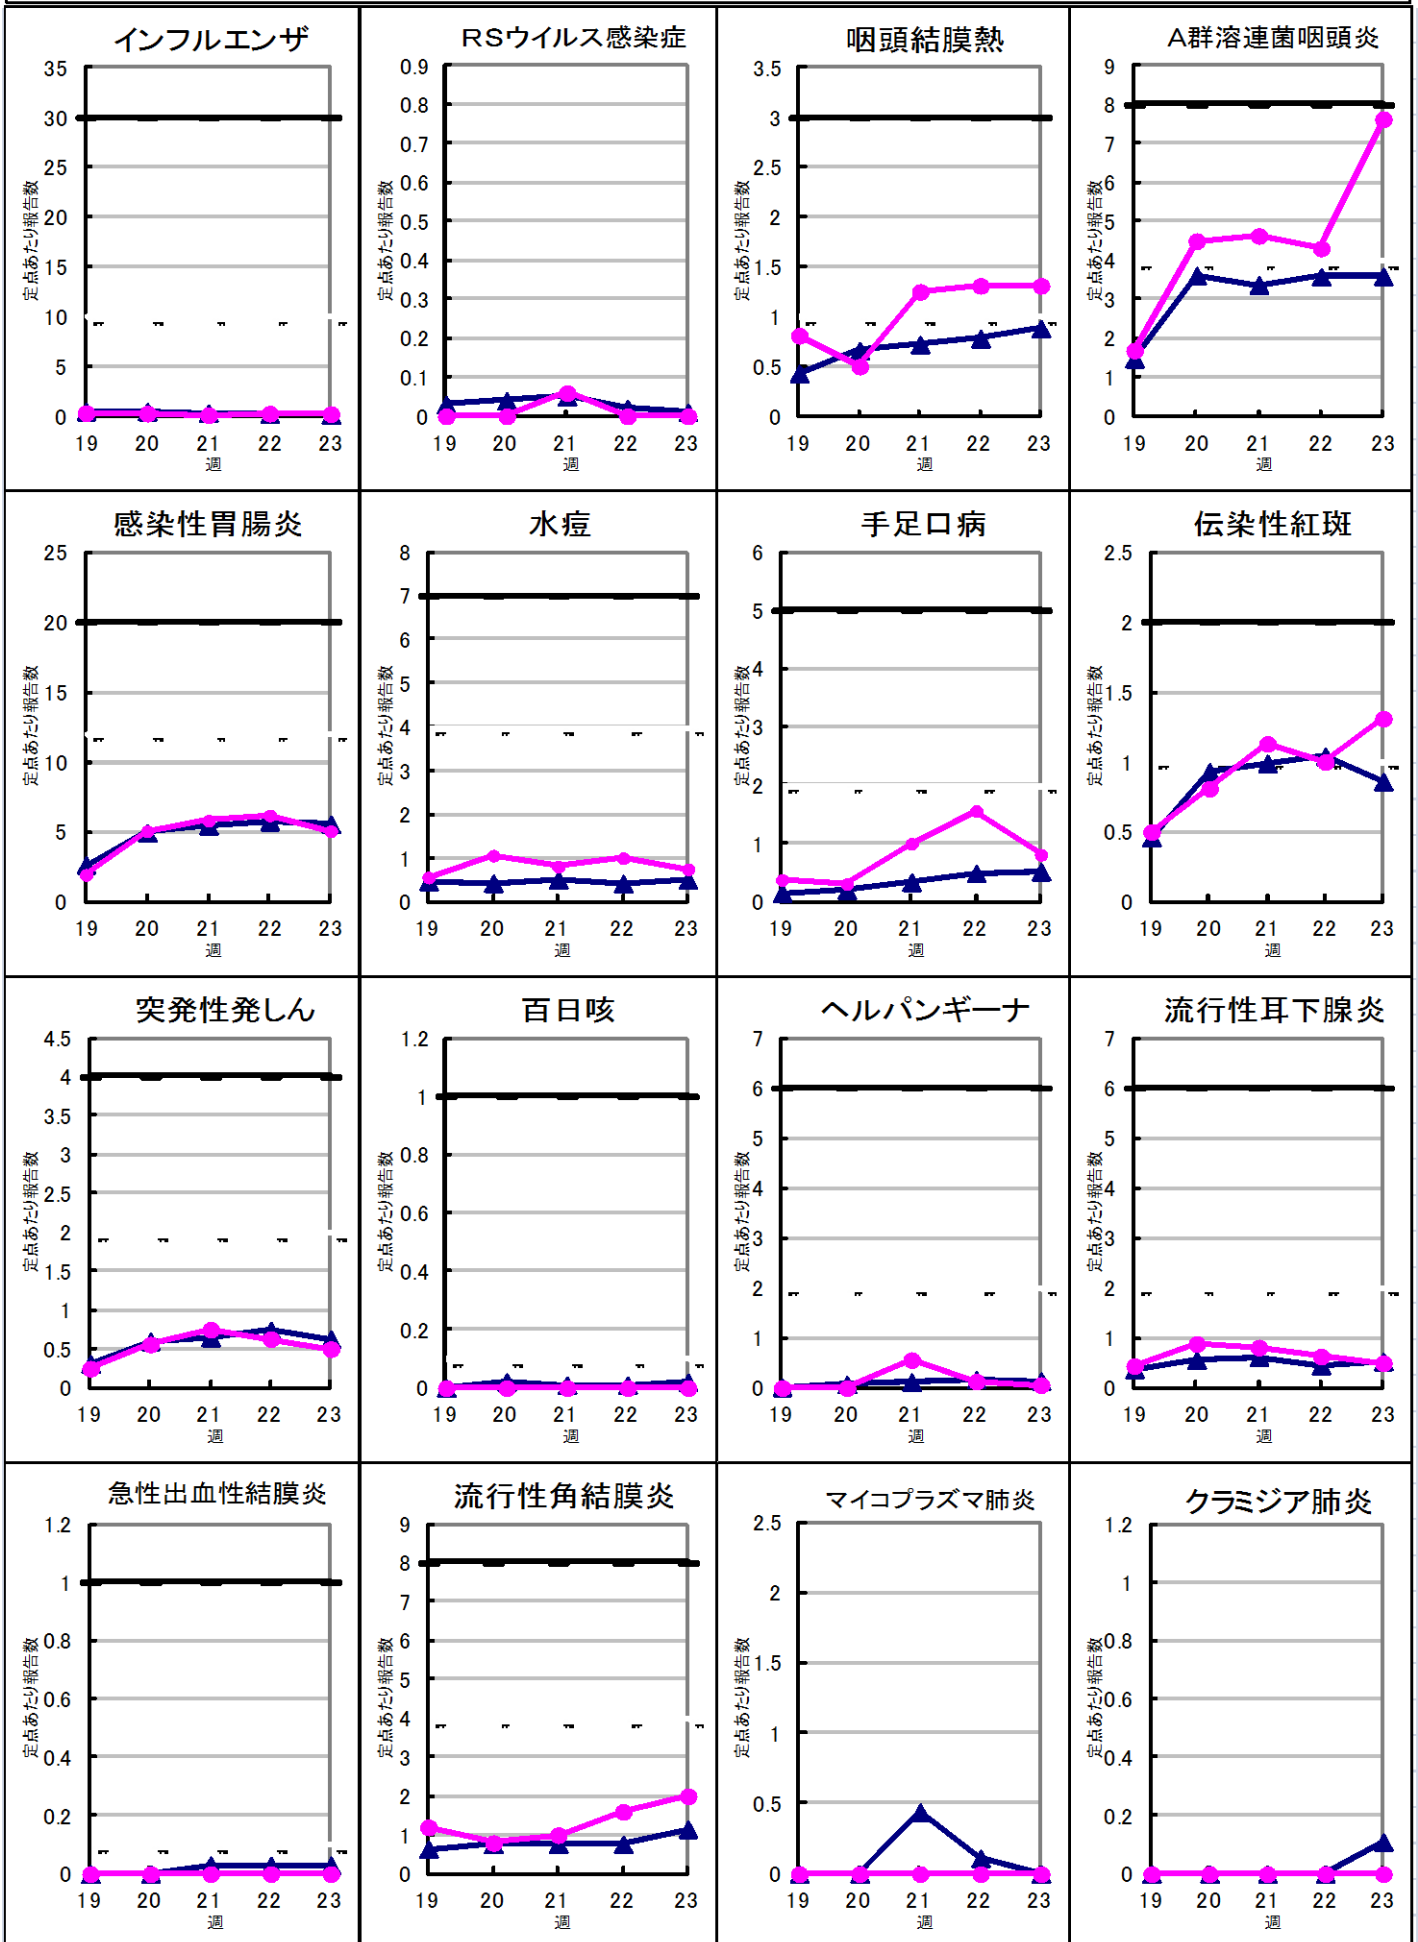 インフルエンザ
35
30
25
20
15
10
5
0
定点あたり報告数
19 20 21 22 23
週
RSウイルス感染症
0.9
0.8
0.7
0.6
0.5
0.4
0.3
0.2
0.1
0
定点あたり報告数
19 20 21 22 23
週
咽頭結膜熱
3.5
3
2.5
2
1.5
1
0.5
0
定点あたり報告数
19 20 21 22 23
週
A群溶連菌咽頭炎
9
8
7
6
5
4
3
2
1
0
定点あたり報告数
19 20 21 22 23
週
感染性胃腸炎
25
20
15
10
5
0
定点あたり報告数
19 20 21 22 23
週
水痘
8
7
6
5
4
3
2
1
0
定点あたり報告数
19 20 21 22 23
週
手足口病
6
5
4
3
2
1
0
定点あたり報告数
19 20 21 22 23
週
伝染性紅斑
2.5
2
1.5
1
0.5
0
定点あたり報告数
19 20 21 22 23
週
突発性発しん
4.5
4
3.5
3
2.5
2
1.5
1
0.5
0
定点あたり報告数
19 20 21 22 23
週
百日咳
1.2
1
0.8
0.6
0.4
0.2
0
定点あたり報告数
19 20 21 22 23
週
ヘルパンギーナ
7
6
5
4
3
2
1
0
定点あたり報告数
19 20 21 22 23
週
流行性耳下腺炎
7
6
5
4
3
2
1
0
定点あたり報告数
19 20 21 22 23
週
急性出血性結膜炎
1.2
1
0.8
0.6
0.4
0.2
0
定点あたり報告数
19 20 21 22 23
週
流行性角結膜炎
9
8
7
6
5
4
3
2
1
0
定点あたり報告数
19 20 21 22 23
週
マイコプラズマ肺炎
2.5
2
1.5
1
0.5
0
定点あたり報告数
19 20 21 22 23
週
クラミジア肺炎
1.2
1
0.8
0.6
0.4
0.2
0
定点あたり報告数
19 20 21 22 23
週